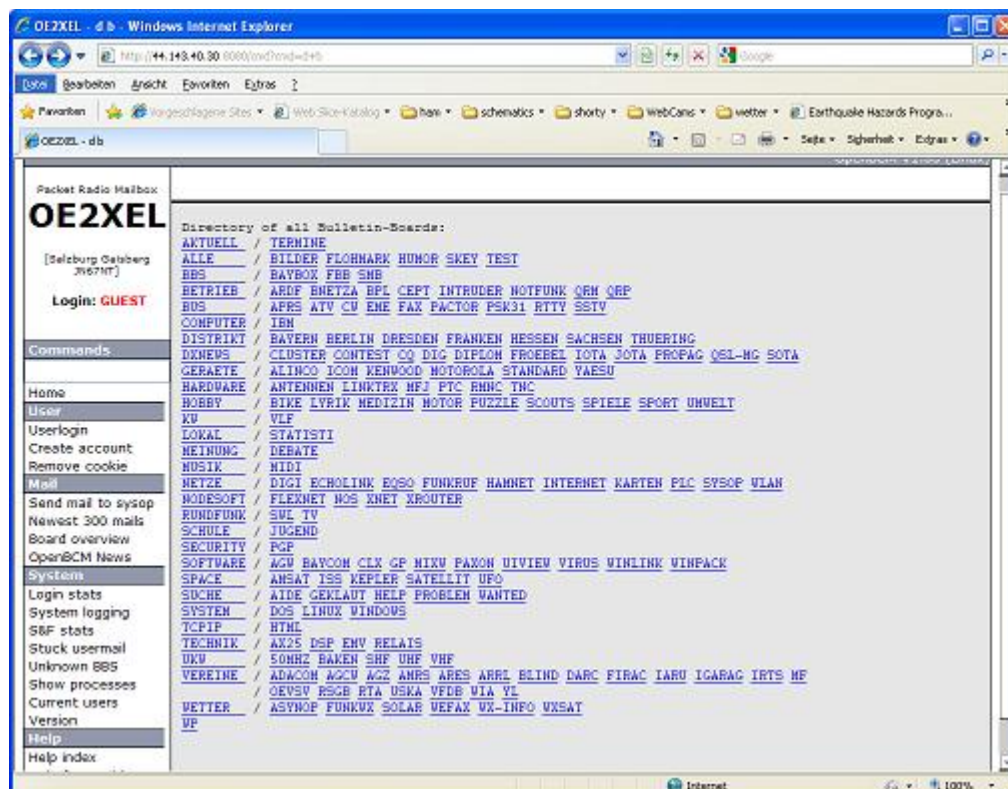 OE2XEL - d b - Windows Internet Explorer
http://44.143.40.30:8080/cmd?cmd=d+b
Google
Datei Bearbeiten Ansicht Favoriten Extras ?
Favoriten Vorgeschlagene Sites Web Slice-Katalog ham schematics shorty WebCams wetter Earthquake Hazards Progra...
OE2XEL - d b
Seite Sicherheit Extras
Packet Radio Mailbox
OE2XEL
[Salzburg Gaisberg
JN67NT]
Login: GUEST
Commands
Home
User
Userlogin
Create account
Remove cookie
Mail
Send mail to sysop
Newest 300 mails
Board overview
OpenBCM News
System
Login stats
System logging
S&F stats
Stuck usermail
Unknown BBS
Show processes
Current users
Version
Help
Help index
Directory of all Bulletin-Boards:
AKTUELL / TERMINE
ALLE / BILDER FLOHMARK HUMOR SKEY TEST
BBS / BAYBOX FBB SMB
BETRIEB / ARDF BNETZA BPL CEPT INTRUDER NOTFUNK QRM QRP
BUS / APRS ATV CW EME FAX PACTOR PSK31 RTTY SSTV
COMPUTER / IBM
DISTRIKT / BAYERN BERLIN DRESDEN FRANKEN HESSEN SACHSEN THUERING
DXNEWS / CLUSTER CONTEST CQ DIG DIPLOM FROEBEL IOTA JOTA PROPAG QSL-MG SOTA
GERAETE / ALINCO ICOM KENWOOD MOTOROLA STANDARD YAESU
HARDWARE / ANTENNEN LINKTRX MFJ PTC RMNC TNC
HOBBY / BIKE LYRIK MEDIZIN MOTOR PUZZLE SCOUTS SPIELE SPORT UMWELT
KW / VLF
LOKAL / STATISTI
MEINUNG / DEBATE
MUSIK / MIDI
NETZE / DIGI ECHOLINK EQSO FUNKRUF HAMNET INTERNET KARTEN PLC SYSOP WLAN
NODESOFT / FLEXNET NOS XNET XROUTER
RUNDFUNK / SWL TV
SCHULE / JUGEND
SECURITY / PGP
SOFTWARE / AGW BAYCOM CLX GP MIXW PAXON UIVIEW VIRUS WINLINK WINPACK
SPACE / AMSAT ISS KEPLER SATELLIT UFO
SUCHE / AIDE GEKLAUT HELP PROBLEM WANTED
SYSTEM / DOS LINUX WINDOWS
TCPIP / HTML
TECHNIK / AX25 DSP EMV RELAIS
UKW / 50MHZ BAKEN SHF UHF VHF
VEREINE / ADACOM AGCW AGZ AMRS ARES ARRL BLIND DARC FIRAC IARU IGARAG IRTS MF
/ OEVSV RSGB RTA USKA VFDB WIA YL
WETTER / ASYNOP FUNKWX SOLAR WEFAX WX-INFO WXSAT
WP
Internet
100%